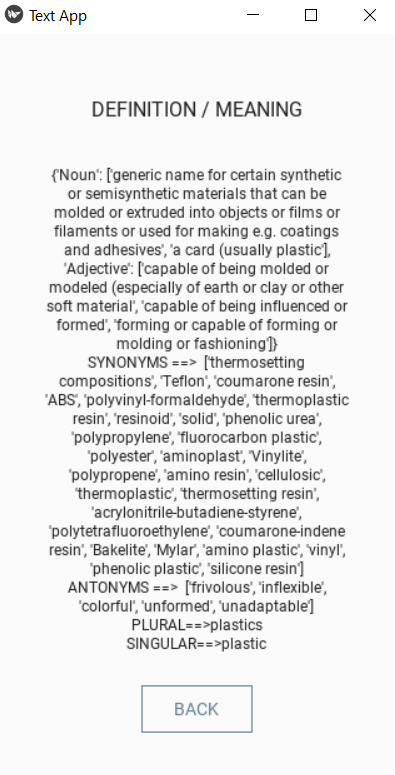 Text App
DEFINITION / MEANING
{'Noun': ['generic name for certain synthetic
or semisynthetic materials that can be
molded or extruded into objects or films or
filaments or used for making e.g. coatings
and adhesives', 'a card (usually plastic'],
'Adjective': ['capable of being molded or
modeled (especially of earth or clay or other
soft material', 'capable of being influenced or
formed', 'forming or capable of forming or
molding or fashioning']}
SYNONYMS ==>  ['thermosetting
compositions', 'Teflon', 'coumarone resin',
'ABS', 'polyvinyl-formaldehyde', 'thermoplastic
resin', 'resinoid', 'solid', 'phenolic urea',
'polypropylene', 'fluorocarbon plastic',
'polyester', 'aminoplast', 'Vinylite',
'polypropene', 'amino resin', 'cellulosic',
'thermoplastic', 'thermosetting resin',
'acrylonitrile-butadiene-styrene',
'polytetrafluoroethylene', 'coumarone-indene
resin', 'Bakelite', 'Mylar', 'amino plastic', 'vinyl',
'phenolic plastic', 'silicone resin']
ANTONYMS ==>  ['frivolous', 'inflexible',
'colorful', 'unformed', 'unadaptable']
PLURAL==>plastics
SINGULAR==>plastic
BACK